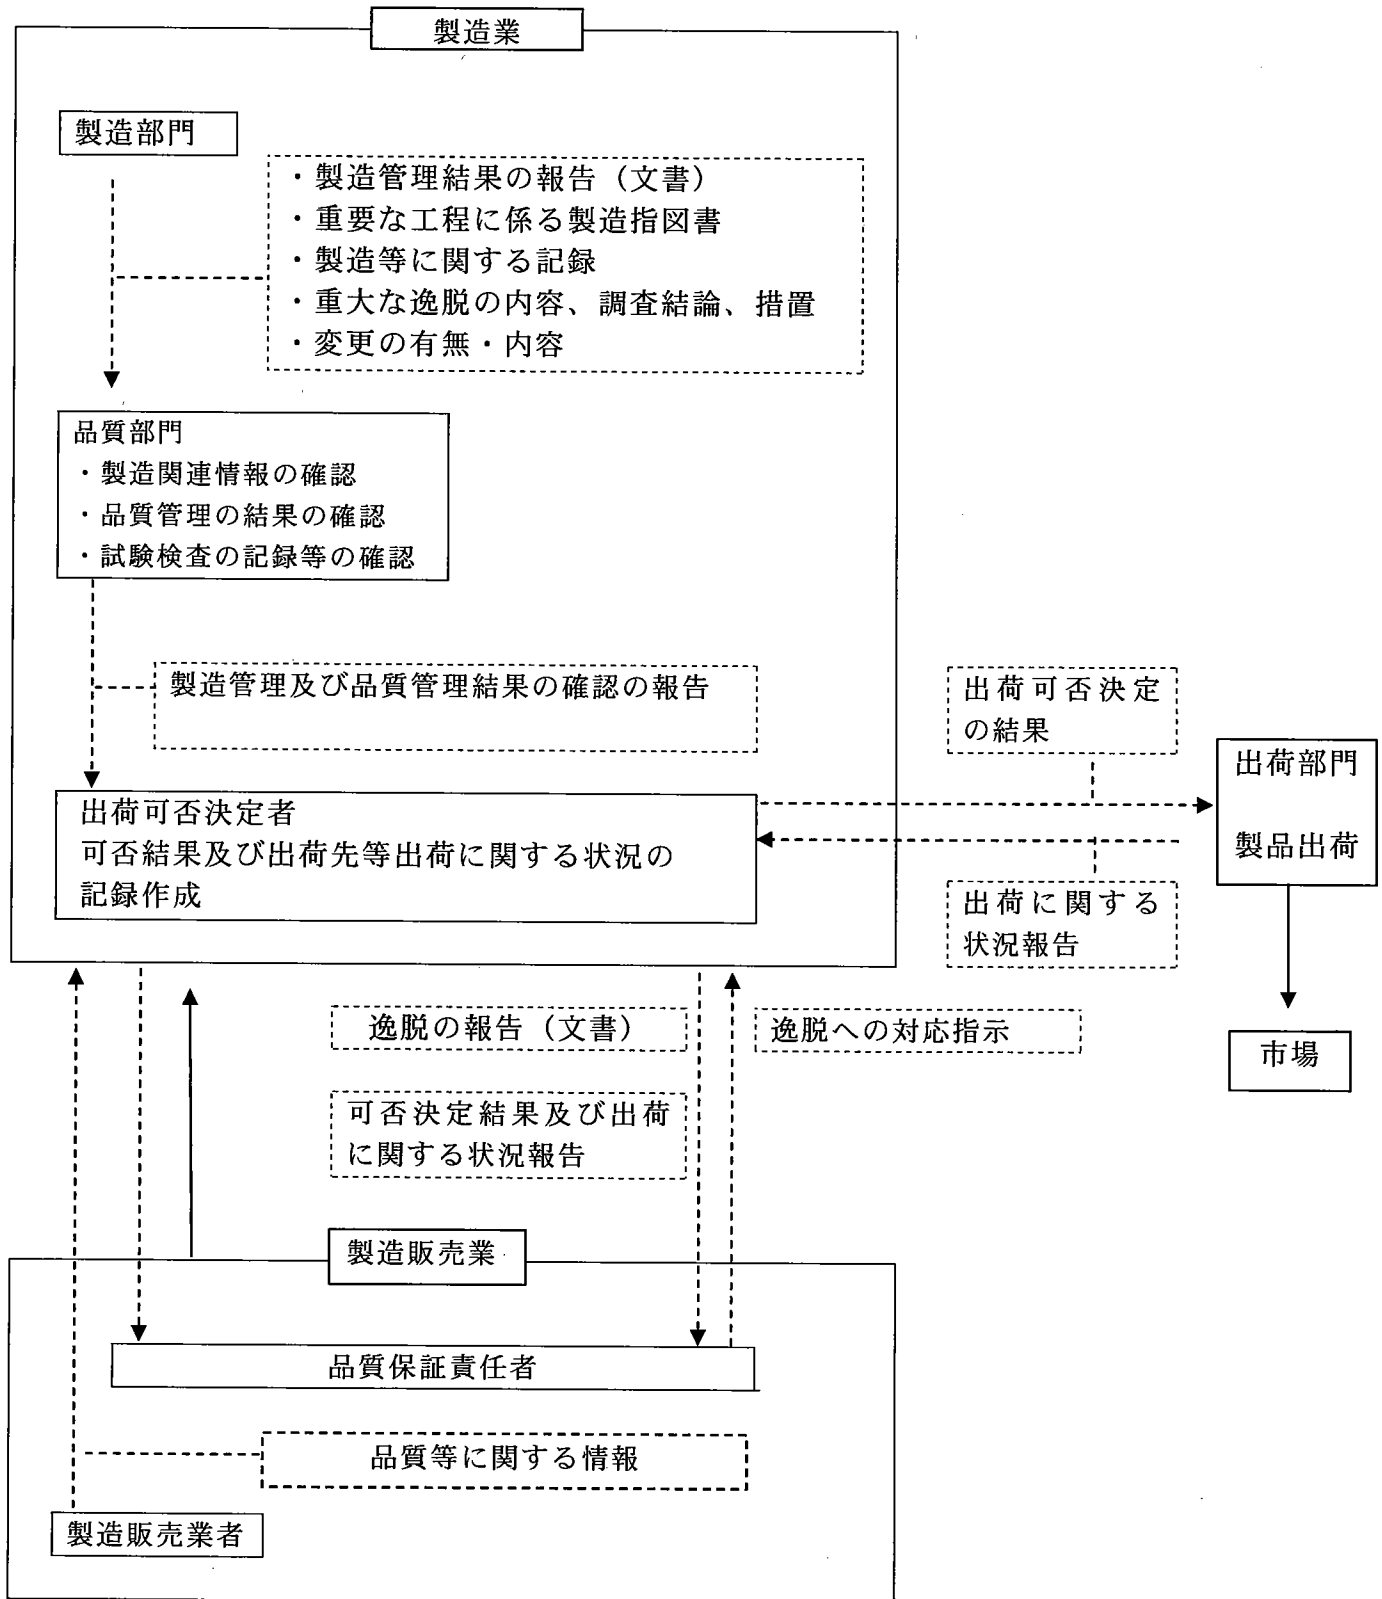 製造業
製造部門
・製造管理結果の報告（文書）
・重要な工程に係る製造指図書
・製造等に関する記録
・重大な逸脱の内容、調査結論、措置
・変更の有無・内容
品質部門
・製造関連情報の確認
・品質管理の結果の確認
・試験検査の記録等の確認
製造管理及び品質管理結果の確認の報告
出荷可否決定
の結果
出荷部門
製品出荷
出荷可否決定者
可否結果及び出荷先等出荷に関する状況の
記録作成
出荷に関する
状況報告
逸脱の報告（文書）
逸脱への対応指示
市場
可否決定結果及び出荷
に関する状況報告
製造販売業
品質保証責任者
品質等に関する情報
製造販売業者